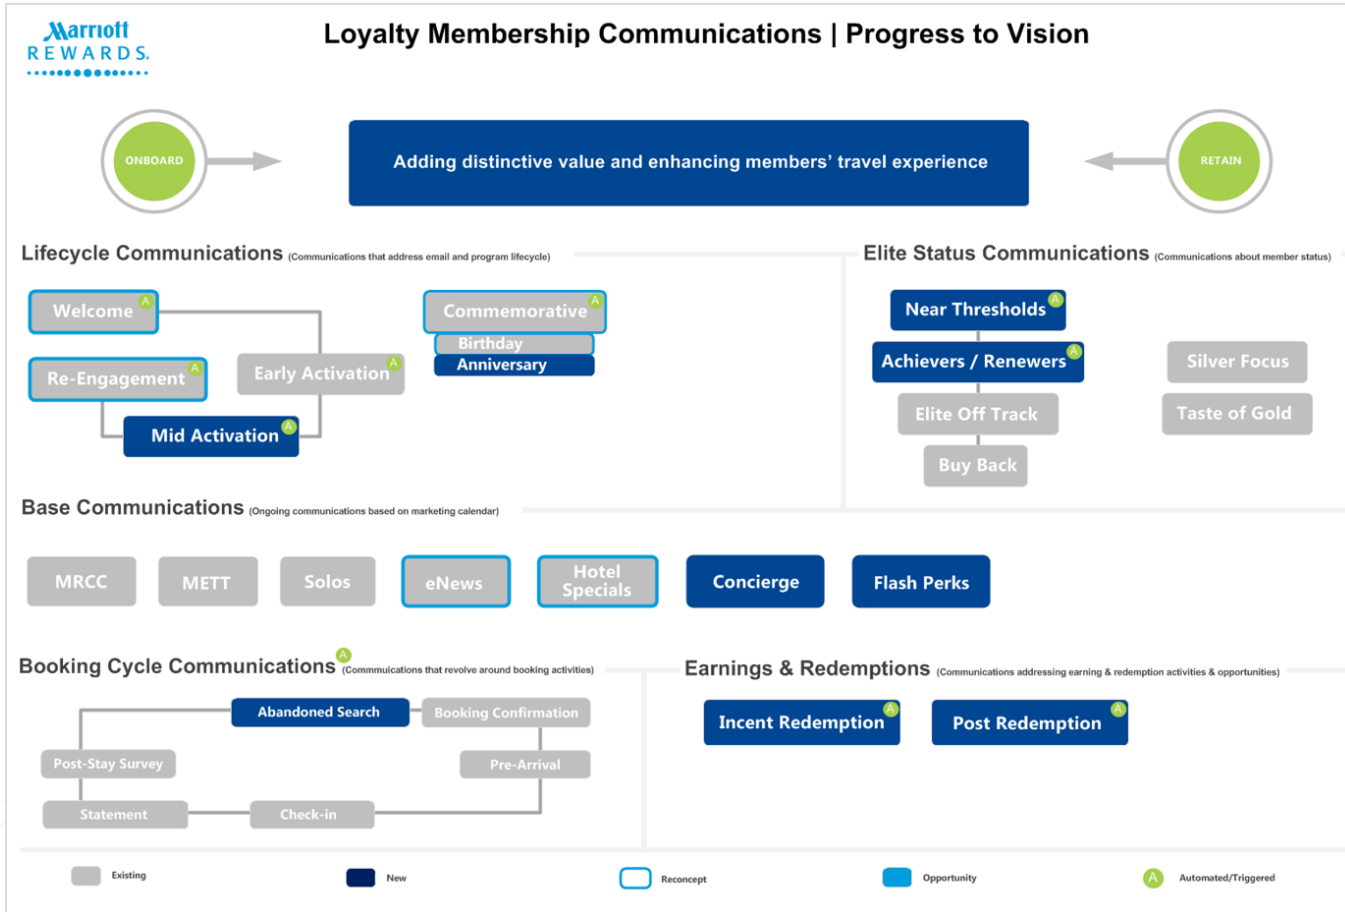 Marriott
REWARDS.
Loyalty Membership Communications | Progress to Vision
ONBOARD
Adding distinctive value and enhancing members' travel experience
RETAIN
Lifecycle Communications (Communications that address email and program lifecycle)
Welcome A
Re-Engagement A
Early Activation A
Mid Activation A
Commemorative A
Birthday
Anniversary
Elite Status Communications (Communications about member status)
Near Thresholds A
Achievers / Renewers A
Elite Off Track
Buy Back
Silver Focus
Taste of Gold
Base Communications (Ongoing communications based on marketing calendar)
MRCC
METT
Solos
eNews
Hotel
Specials
Concierge
Flash Perks
Booking Cycle Communications A (Commmuications that revolve around booking activities)
Abandoned Search
Booking Confirmation
Post-Stay Survey
Pre-Arrival
Statement
Check-in
Earnings & Redemptions (Communications addressing earning & redemption activities & opportunities)
Incent Redemption A
Post Redemption A
Existing
New
Reconcept
Opportunity
A Automated/Triggered